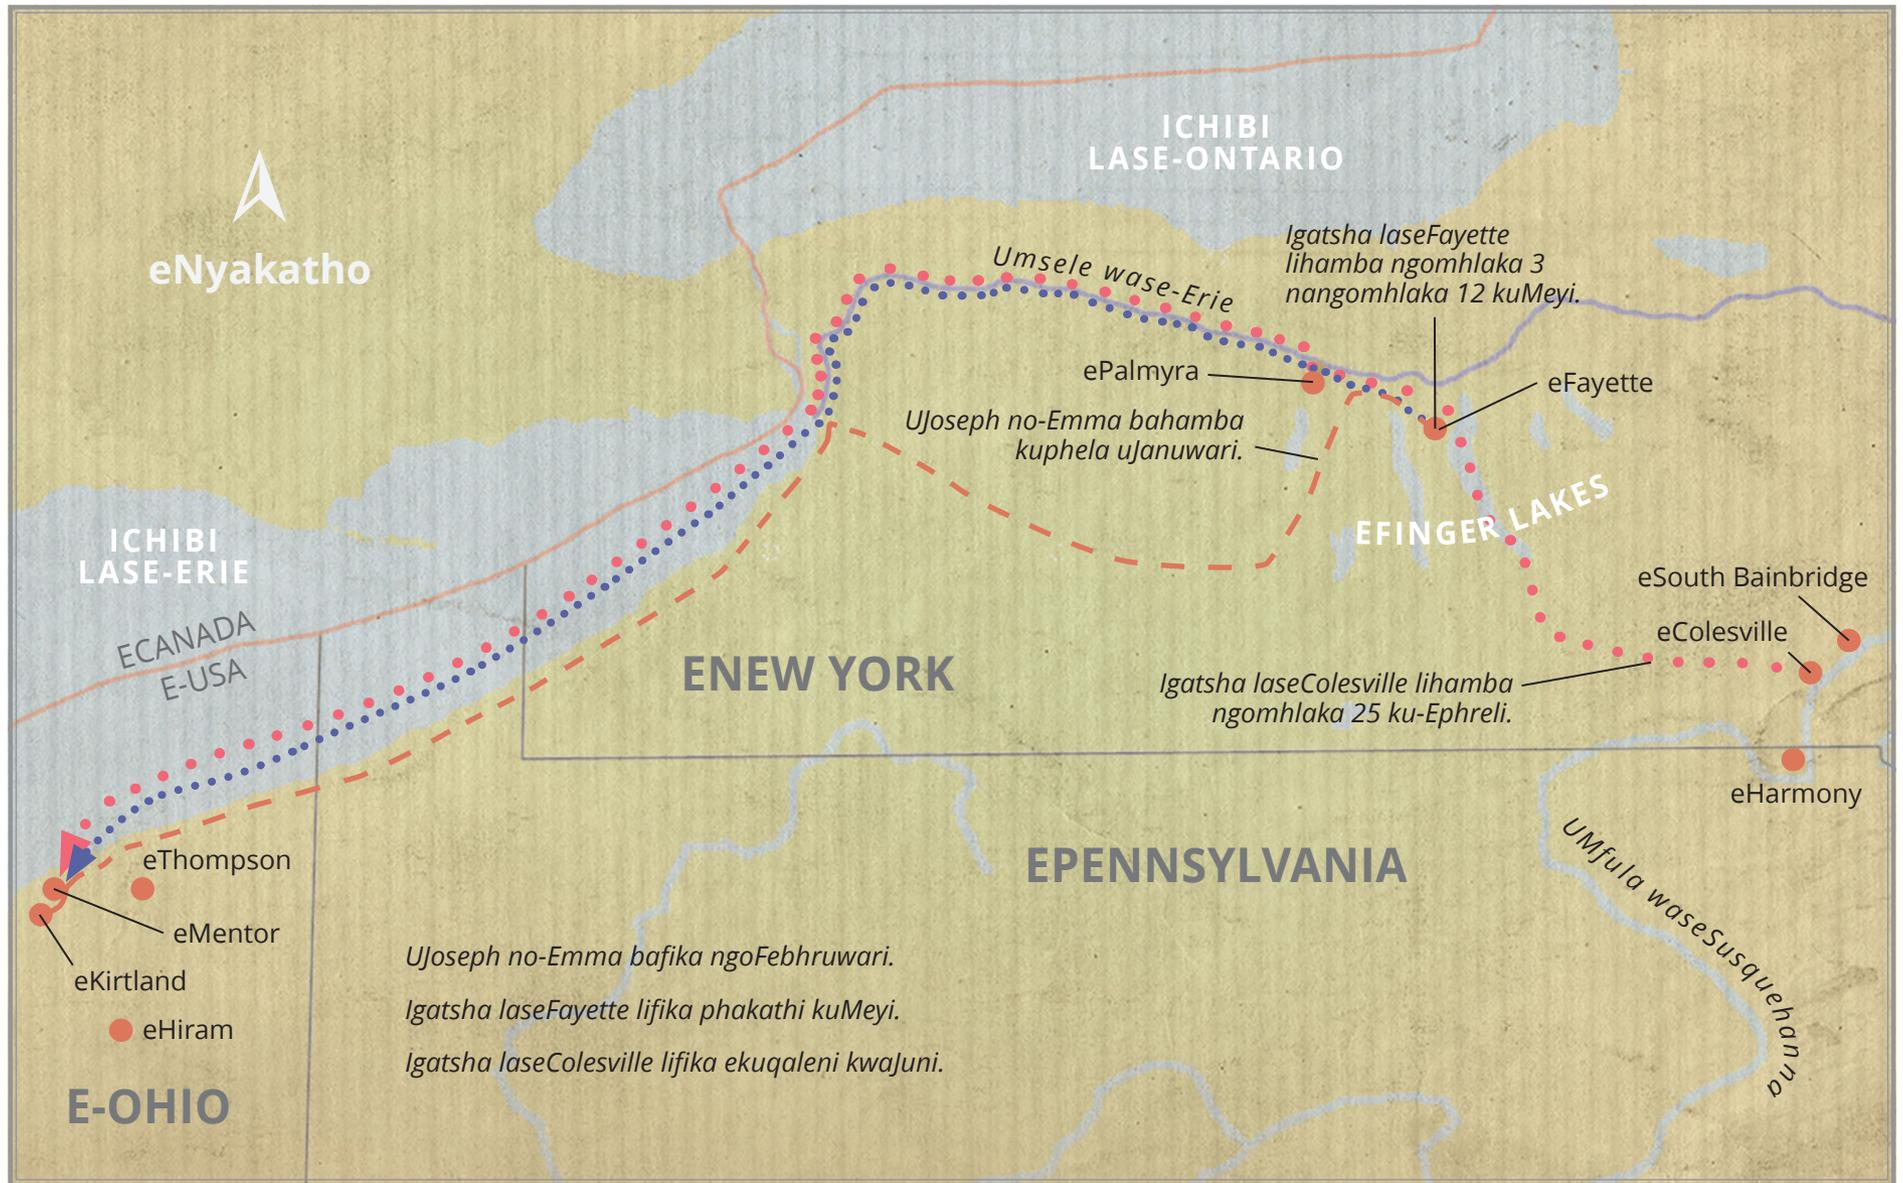 ICHIBI
LASE-ONTARIO
eNyakatho
Igatsha laseFayette
lihamba ngomhlaka 3
nangomhlaka 12 kuMeyi.
Umsele wase-Erie
ePalmyra
eFayette
UJoseph no-Emma bahamba
kuphela uJanuwari.
EFINGER LAKES
ICHIBI
LASE-ERIE
ECANADA
E-USA
eSouth Bainbridge
eColesville
ENEW YORK
Igatsha laseColesville lihamba
ngomhlaka 25 ku-Ephreli.
eHarmony
UMfula waseSusquehanna
EPENNSYLVANIA
eThompson
eMentor
eKirtland
eHiram
E-OHIO
UJoseph no-Emma bafika ngoFebhruwari.
Igatsha laseFayette lifika phakathi kuMeyi.
Igatsha laseColesville lifika ekuqaleni kwaJuni.